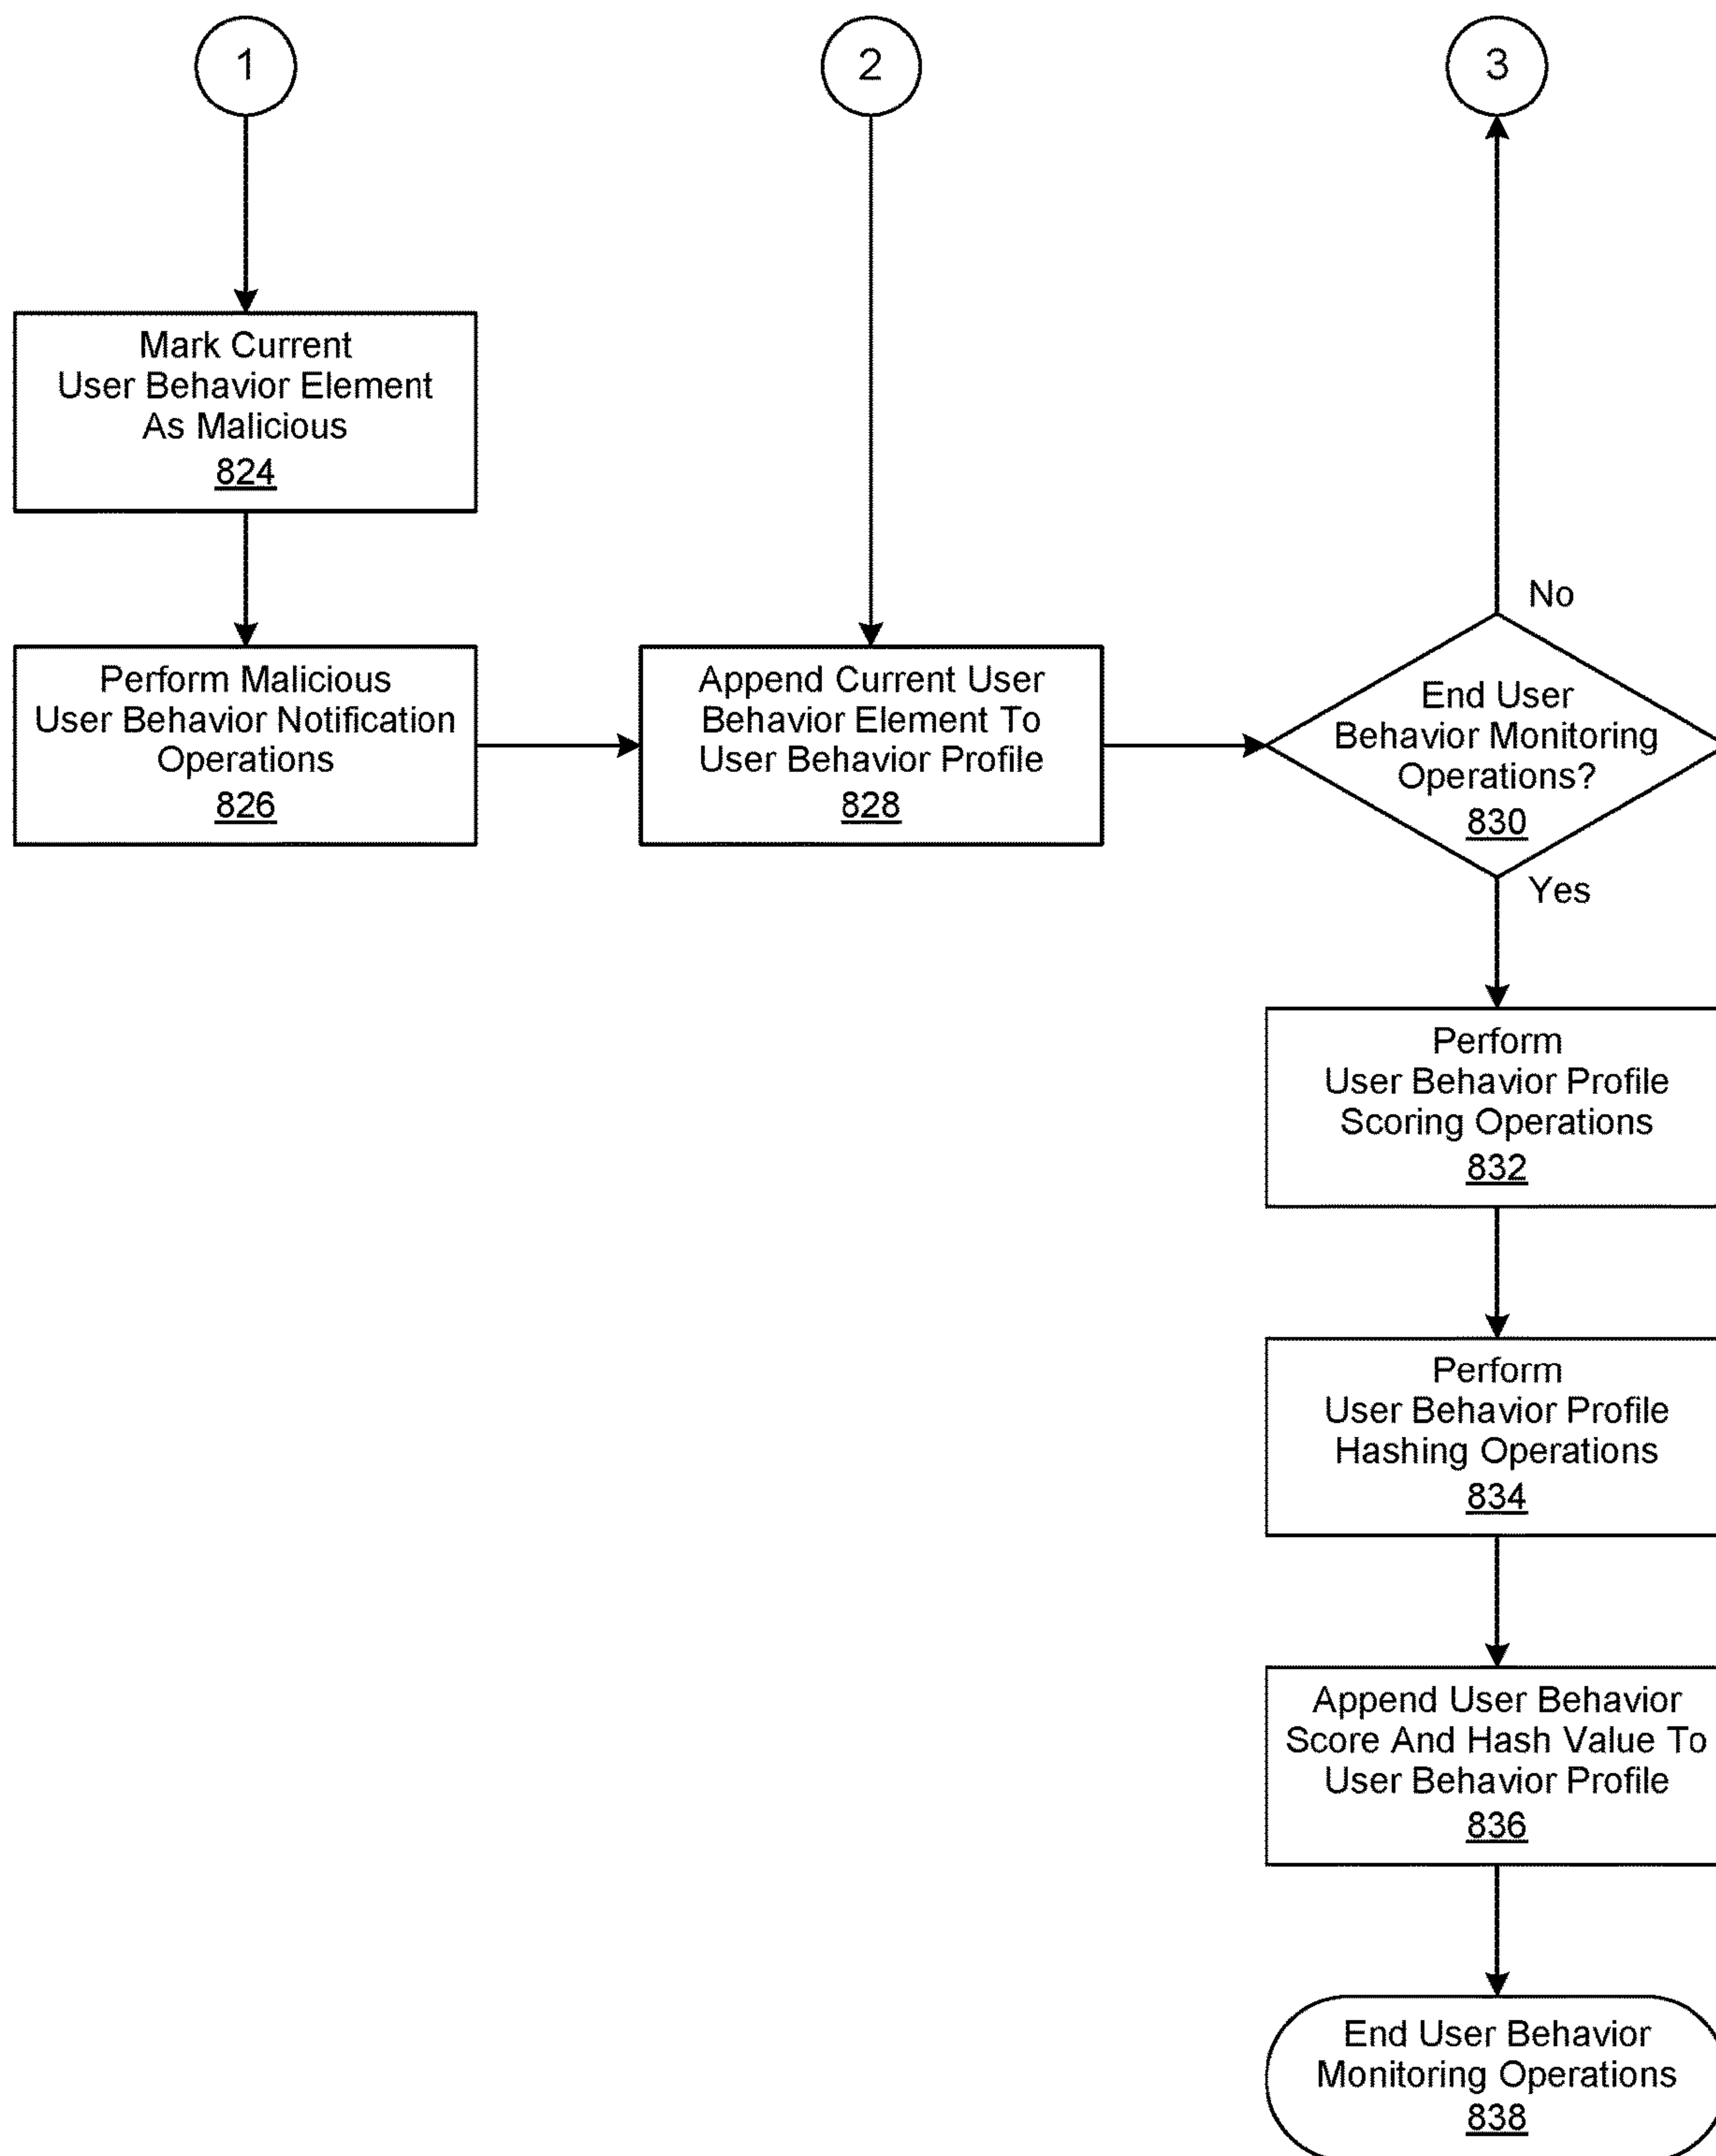 1
2
3
Mark Current
User Behavior Element
As Malicious
824
Perform Malicious
User Behavior Notification
Operations
826
Append Current User
Behavior Element To
User Behavior Profile
828
No
End User
Behavior Monitoring
Operations?
830
Yes
Perform
User Behavior Profile
Scoring Operations
832
Perform
User Behavior Profile
Hashing Operations
834
Append User Behavior
Score And Hash Value To
User Behavior Profile
836
End User Behavior
Monitoring Operations
838